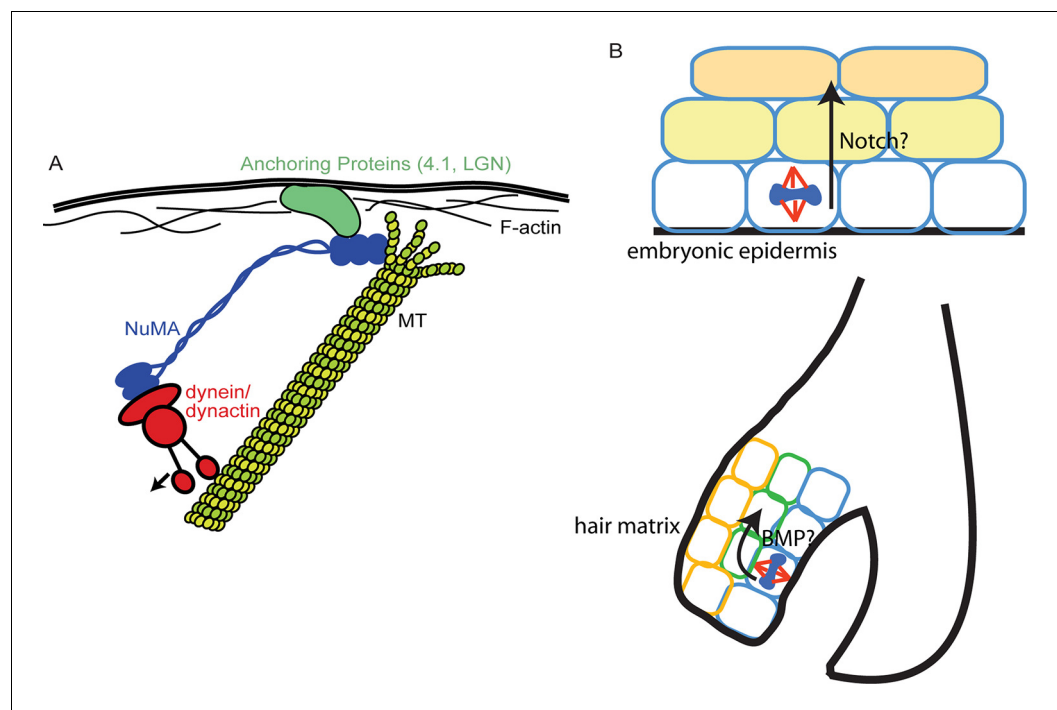 A
Anchoring Proteins (4.1, LGN)
F-actin
NuMA
MT
dynein/
dynactin
B
Notch?
embryonic epidermis
hair matrix
BMP?